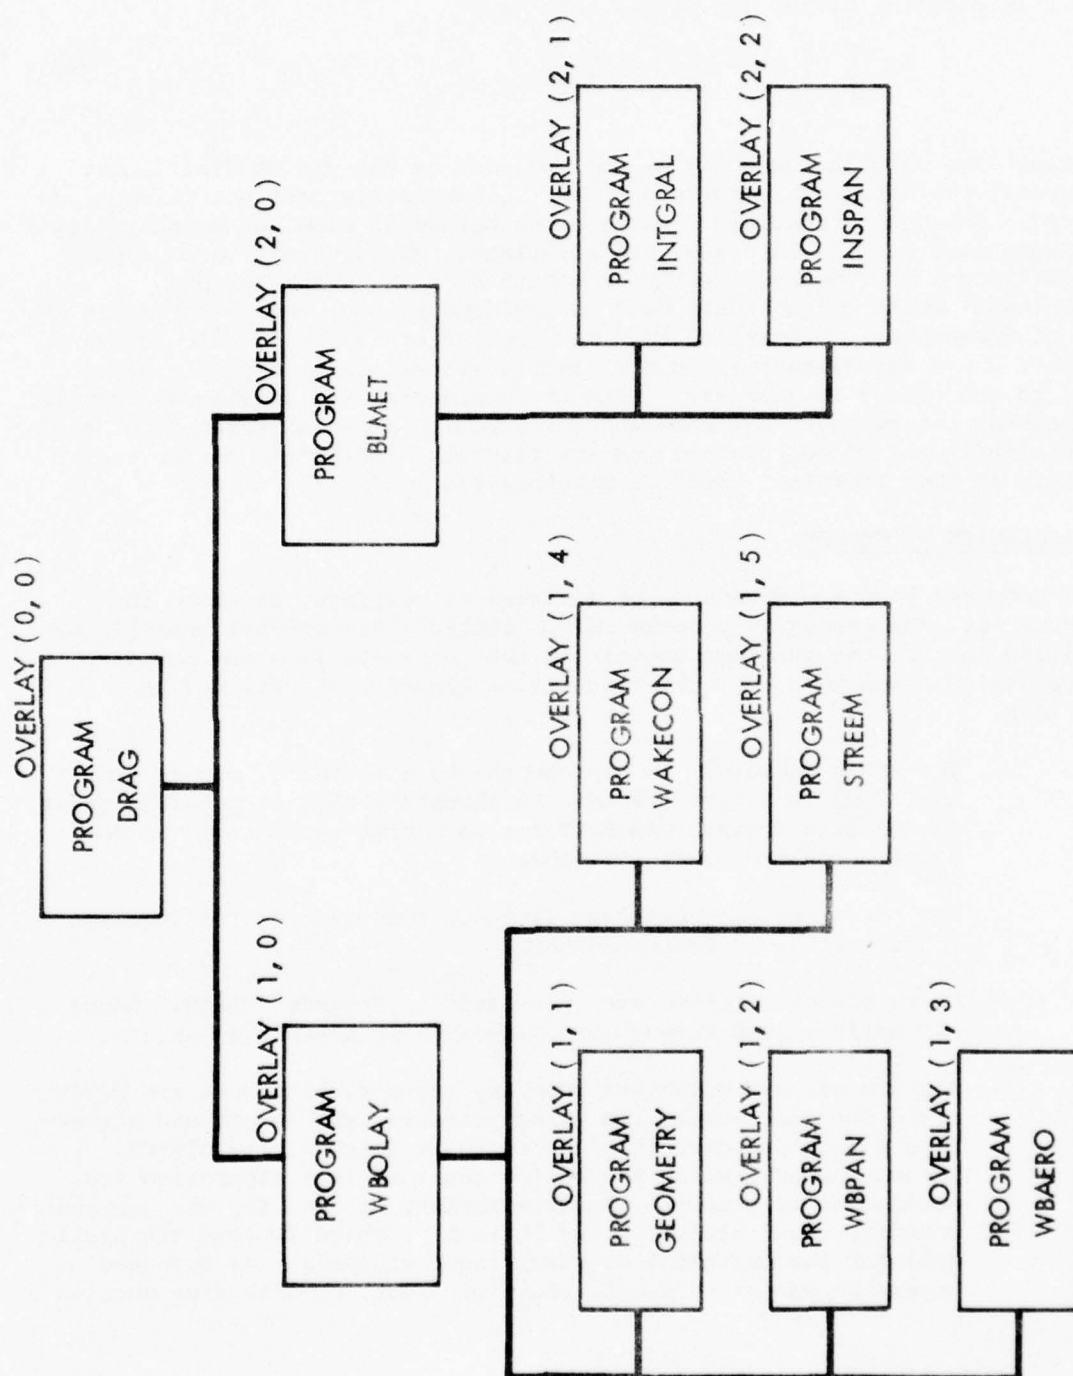 OVERLAY (0, 0)
PROGRAM
DRAG
OVERLAY (1, 0)
PROGRAM
WBOLAY
OVERLAY (2, 0)
PROGRAM
BLMET
OVERLAY (1, 1)
PROGRAM
GEOMETRY
OVERLAY (1, 2)
PROGRAM
WBPAN
OVERLAY (1, 3)
PROGRAM
WBAERO
OVERLAY (1, 4)
PROGRAM
WAKECON
OVERLAY (1, 5)
PROGRAM
STREEM
OVERLAY (2, 1)
PROGRAM
INTGRAL
OVERLAY (2, 2)
PROGRAM
INSPAN